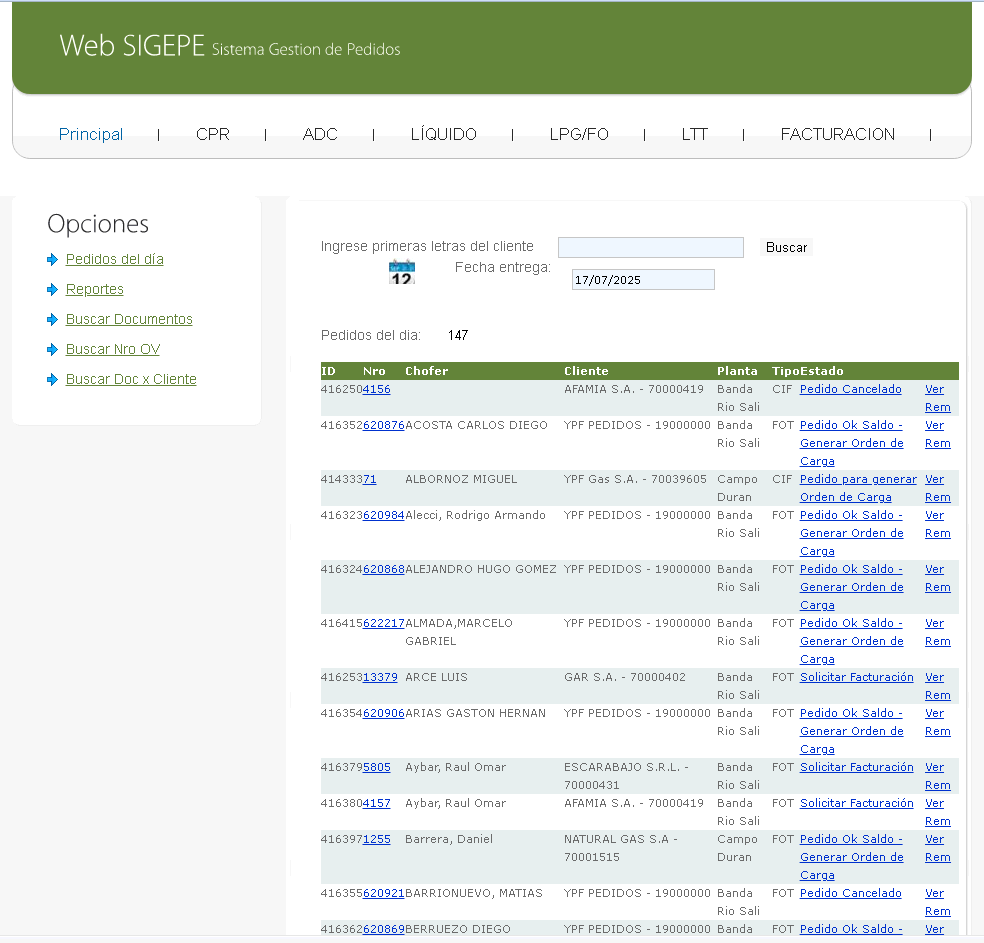 Web SIGEPE Sistema Gestion de Pedidos
Principal | CPR | ADC | LÍQUIDO | LPG/FO | LTT | FACTURACION |
Opciones
Pedidos del día
Reportes
Buscar Documentos
Buscar Nro OV
Buscar Doc x Cliente
Ingrese primeras letras del cliente Buscar
12 Fecha entrega: 17/07/2025
Pedidos del dia: 147
ID Nro Chofer Cliente Planta Tipo Estado
416250 4156 AFAMIA S.A. - 70000419 Banda CIF Pedido Cancelado Ver
Rio Sali Rem
416352 620876 ACOSTA CARLOS DIEGO YPF PEDIDOS - 19000000 Banda FOT Pedido Ok Saldo - Ver
Rio Sali Generar Orden de Rem
Carga
414333 71 ALBORNOZ MIGUEL YPF Gas S.A. - 70039605 Campo CIF Pedido para generar Ver
Duran Orden de Carga Rem
416323 620984 Alecci, Rodrigo Armando YPF PEDIDOS - 19000000 Banda FOT Pedido Ok Saldo - Ver
Rio Sali Generar Orden de Rem
Carga
416324 620868 ALEJANDRO HUGO GOMEZ YPF PEDIDOS - 19000000 Banda FOT Pedido Ok Saldo - Ver
Rio Sali Generar Orden de Rem
Carga
416415 622217 ALMADA,MARCELO YPF PEDIDOS - 19000000 Banda FOT Pedido Ok Saldo - Ver
GABRIEL Rio Sali Generar Orden de Rem
Carga
416253 13379 ARCE LUIS GAR S.A. - 70000402 Banda FOT Solicitar Facturación Ver
Rio Sali Rem
416354 620906 ARIAS GASTON HERNAN YPF PEDIDOS - 19000000 Banda FOT Pedido Ok Saldo - Ver
Rio Sali Generar Orden de Rem
Carga
416379 5805 Aybar, Raul Omar ESCARABAJO S.R.L. - Banda FOT Solicitar Facturación Ver
70000431 Rio Sali Rem
416380 4157 Aybar, Raul Omar AFAMIA S.A. - 70000419 Banda FOT Solicitar Facturación Ver
Rio Sali Rem
416397 1255 Barrera, Daniel NATURAL GAS S.A - Campo FOT Pedido Ok Saldo - Ver
70001515 Duran Generar Orden de Rem
Carga
416355 620921 BARRIONUEVO, MATIAS YPF PEDIDOS - 19000000 Banda FOT Pedido Cancelado Ver
Rio Sali Rem
416362 620869 BERRUEZO DIEGO YPF PEDIDOS - 19000000 Banda FOT Pedido Ok Saldo - Ver